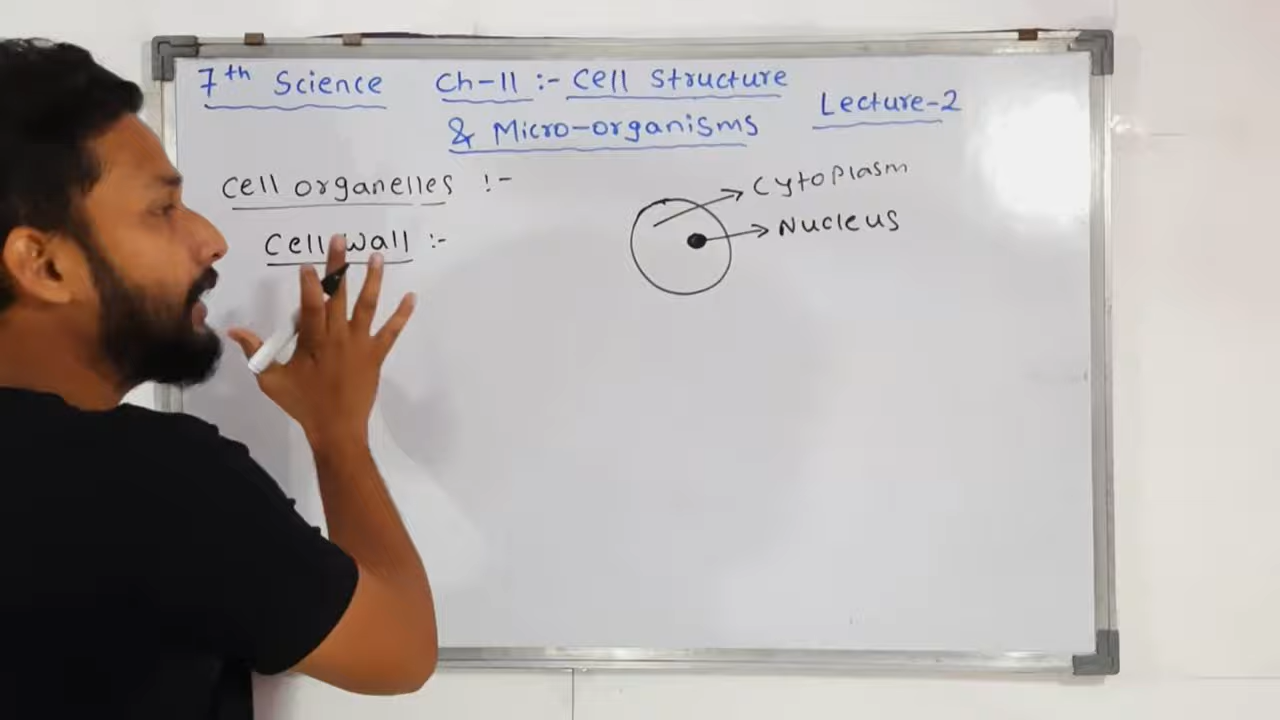 7th Science Ch-11 :- Cell Structure
& Micro-organisms Lecture-2
Cell organelles :-
Cell Wall :-
Cytoplasm
Nucleus